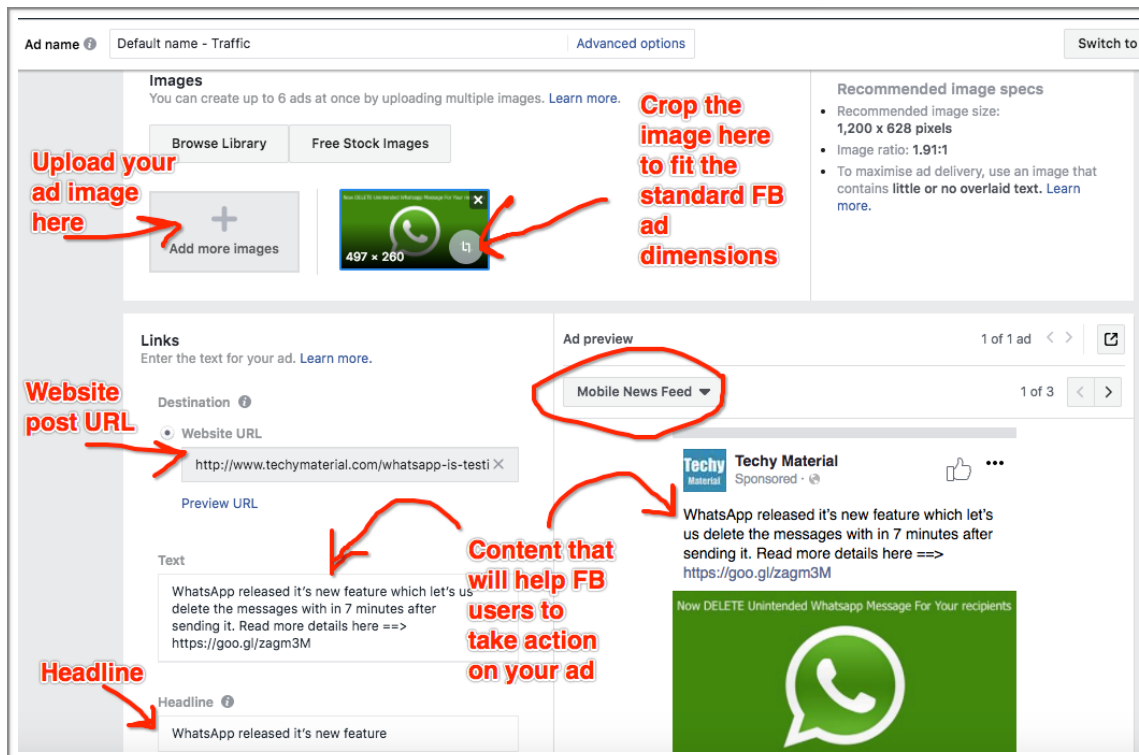 Ad name
Default name - Traffic
Advanced options
Switch to
Images
You can create up to 6 ads at once by uploading multiple images. Learn more.
Browse Library
Free Stock Images
Upload your
ad image
here
Add more images
Now DELETE Unintended Whatsapp Message For Your
497 × 260
Crop the
image here
to fit the
standard FB
ad
dimensions
Recommended image specs
Recommended image size:
1,200 x 628 pixels
Image ratio: 1.91:1
To maximise ad delivery, use an image that
contains little or no overlaid text. Learn
more.
Links
Enter the text for your ad. Learn more.
Website
post URL
Destination
Website URL
http://www.techymaterial.com/whatsapp-is-testi
Preview URL
Text
WhatsApp released it's new feature which let's us
delete the messages with in 7 minutes after
sending it. Read more details here ==>
https://goo.gl/zagm3M
Headline
Headline
WhatsApp released it's new feature
Content that
will help FB
users to
take action
on your ad
Ad preview
1 of 1 ad
Mobile News Feed
1 of 3
Techy
Material
Techy Material
Sponsored ·
WhatsApp released it's new feature which let's
us delete the messages with in 7 minutes after
sending it. Read more details here ==>
https://goo.gl/zagm3M
Now DELETE Unintended Whatsapp Message For Your recipients